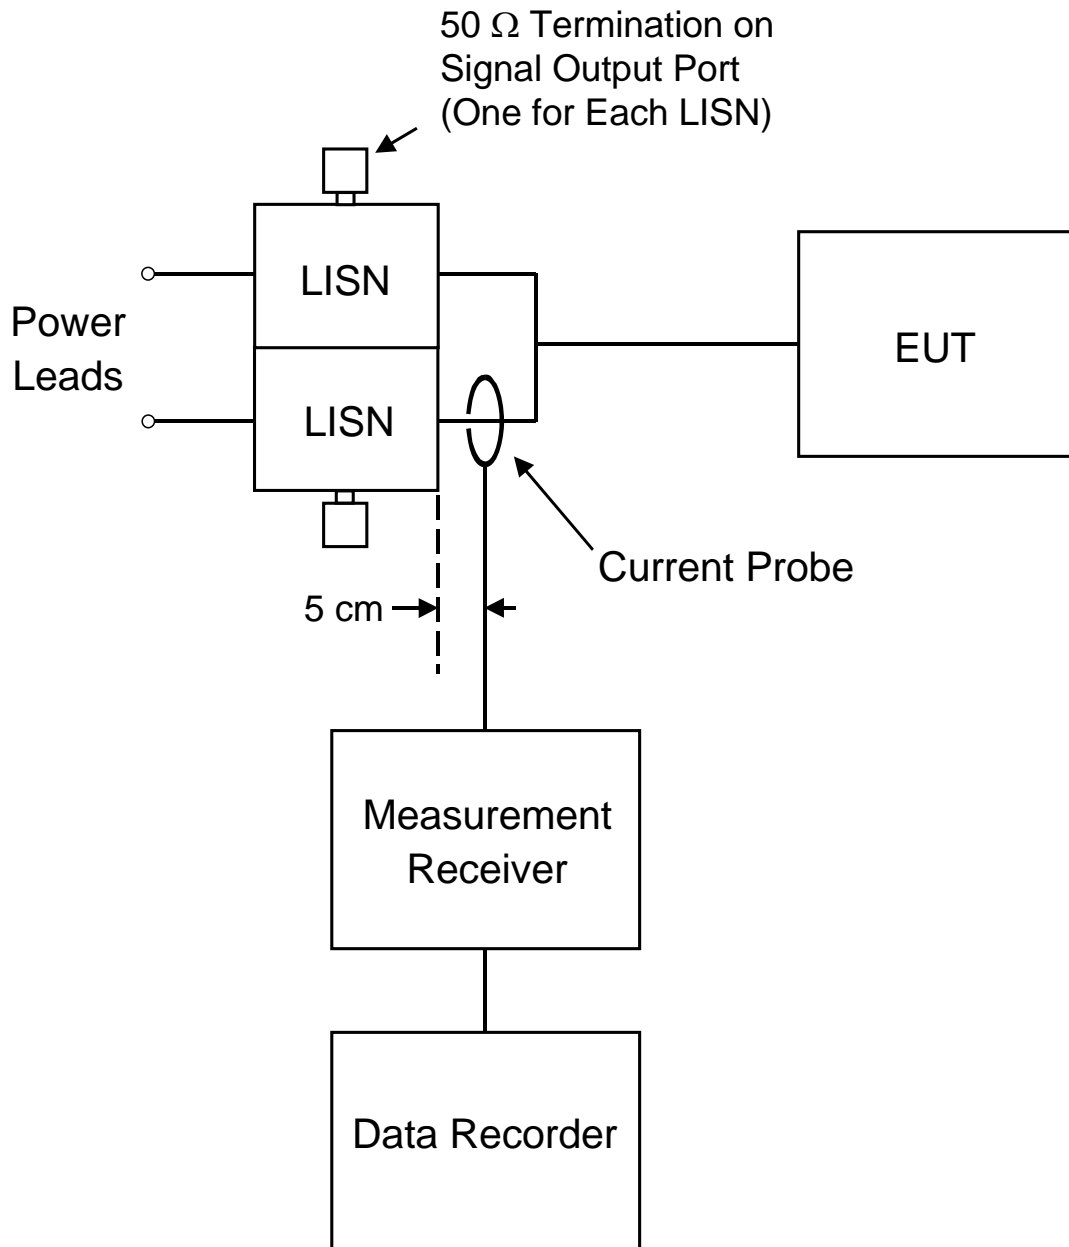 50 Ω Termination on
Signal Output Port
(One for Each LISN)
LISN
Power
Leads
EUT
LISN
Current Probe
5 cm
Measurement
Receiver
Data Recorder